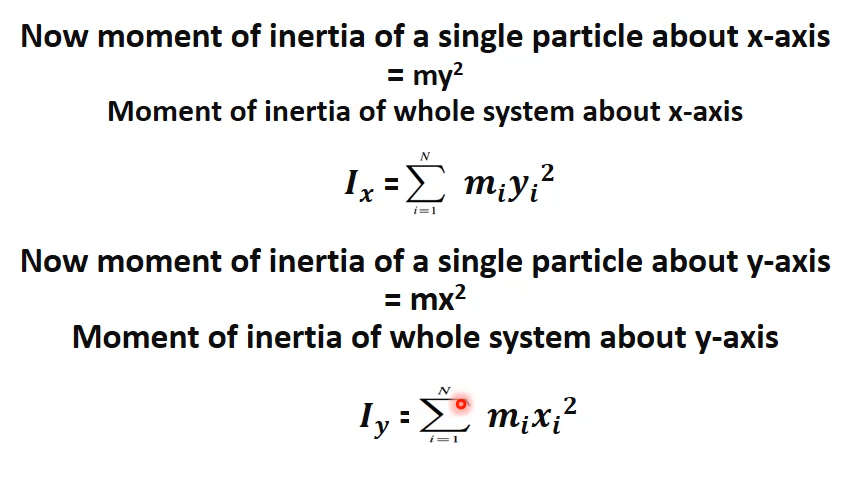 Now moment of inertia of a single particle about x-axis
= my²
Moment of inertia of whole system about x-axis
Iₓ = ∑ᵢ₌₁ᴺ mᵢyᵢ²
Now moment of inertia of a single particle about y-axis
= mx²
Moment of inertia of whole system about y-axis
I_y = ∑ᵢ₌₁ᴺ mᵢxᵢ²